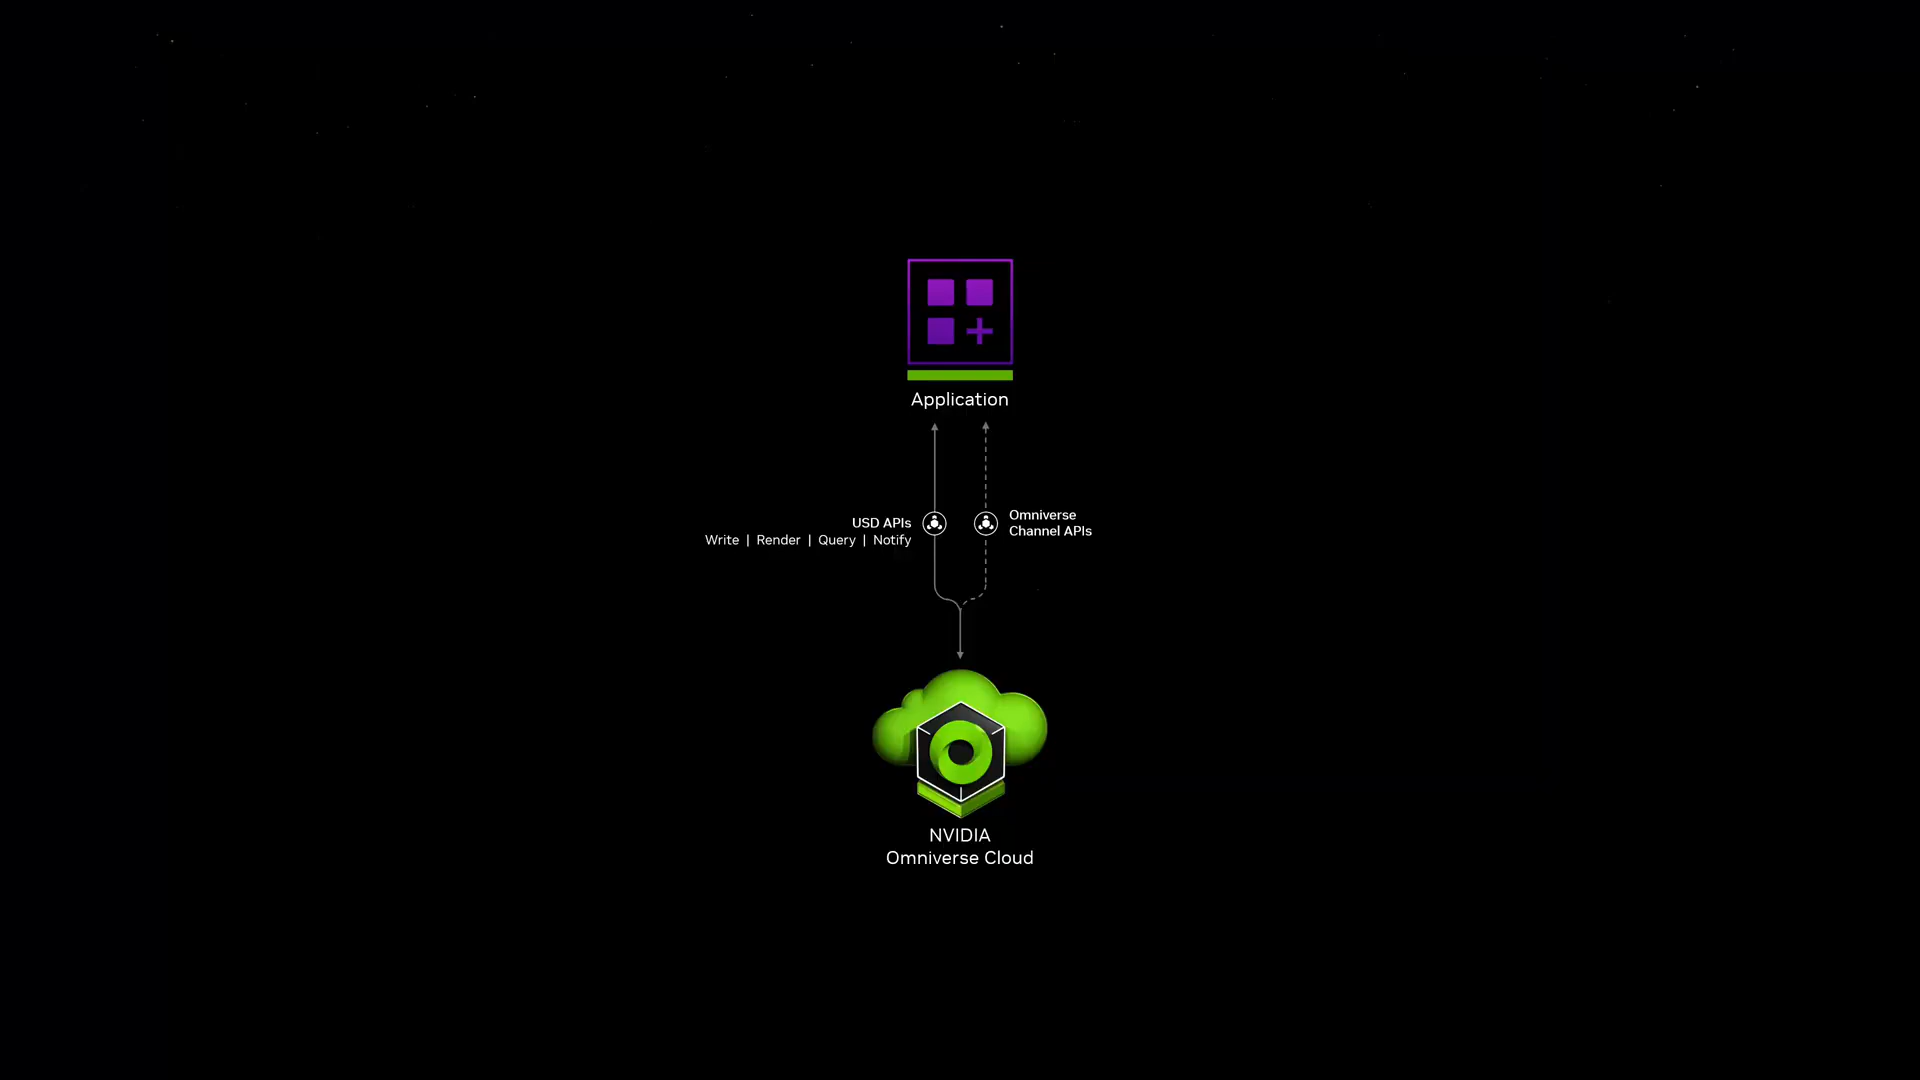 Application
USD APIs
Write | Render | Query | Notify
Omniverse
Channel APIs
NVIDIA
Omniverse Cloud